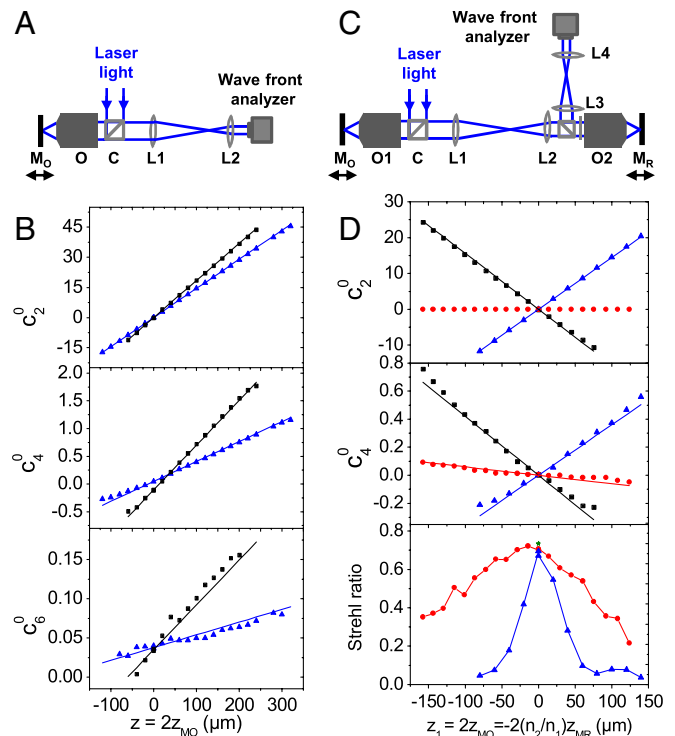 A
Laser
light
Wave front
analyzer
M_O
O
C
L1
L2
C
Wave front
analyzer
L4
Laser
light
L3
M_O
O1
C
L1
L2
O2
M_R
B
45
30
15
0
-15
c_2^0
2.0
1.5
1.0
0.5
0.0
-0.5
c_4^0
0.15
0.10
0.05
0.00
c_6^0
-100 0 100 200 300
z = 2z_MO (µm)
D
30
20
10
0
-10
c_2^0
0.8
0.6
0.4
0.2
0.0
-0.2
c_4^0
0.8
0.6
0.4
0.2
0.0
Strehl ratio
-150 -100 -50 0 50 100 150
z_1 = 2z_MO=-2(n_2/n_1)z_MR (µm)